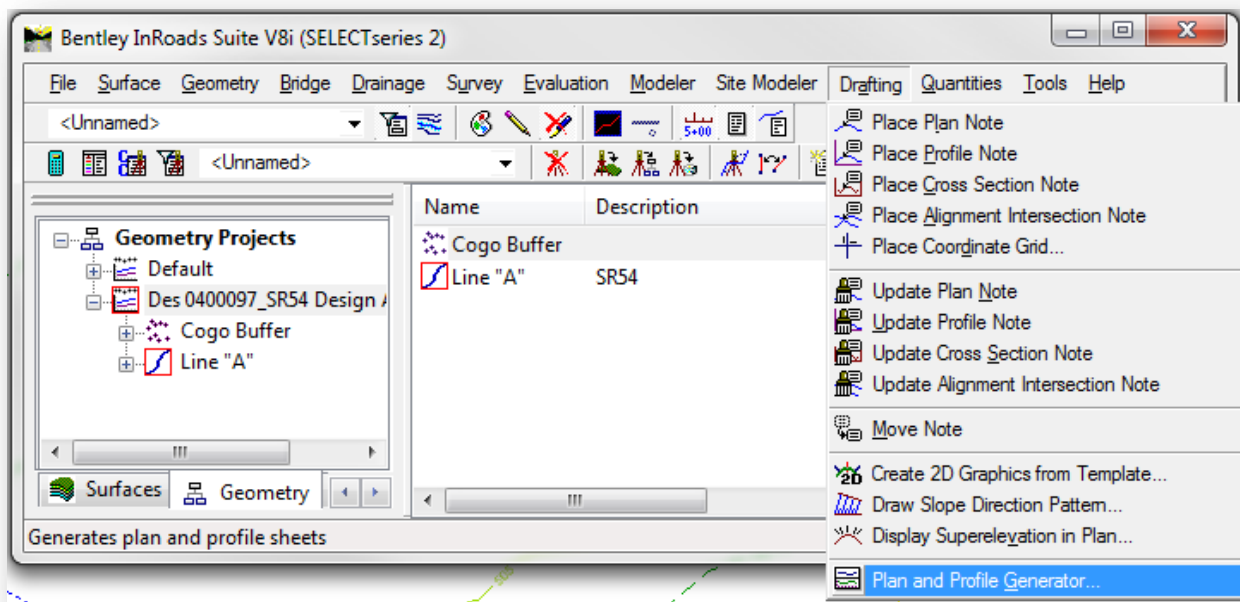 Bentley InRoads Suite V8i (SELECTseries 2)
File Surface Geometry Bridge Drainage Survey Evaluation Modeler Site Modeler Drafting Quantities Tools Help
<Unnamed>
5+00
<Unnamed>
Geometry Projects
Default
Des 0400097_SR54 Design
Cogo Buffer
Line "A"
Surfaces Geometry
Name Description
Cogo Buffer
Line "A" SR54
Generates plan and profile sheets
Place Plan Note
Place Profile Note
Place Cross Section Note
Place Alignment Intersection Note
Place Coordinate Grid...
Update Plan Note
Update Profile Note
Update Cross Section Note
Update Alignment Intersection Note
Move Note
2D Create 2D Graphics from Template...
Draw Slope Direction Pattern...
Display Superelevation in Plan...
Plan and Profile Generator...